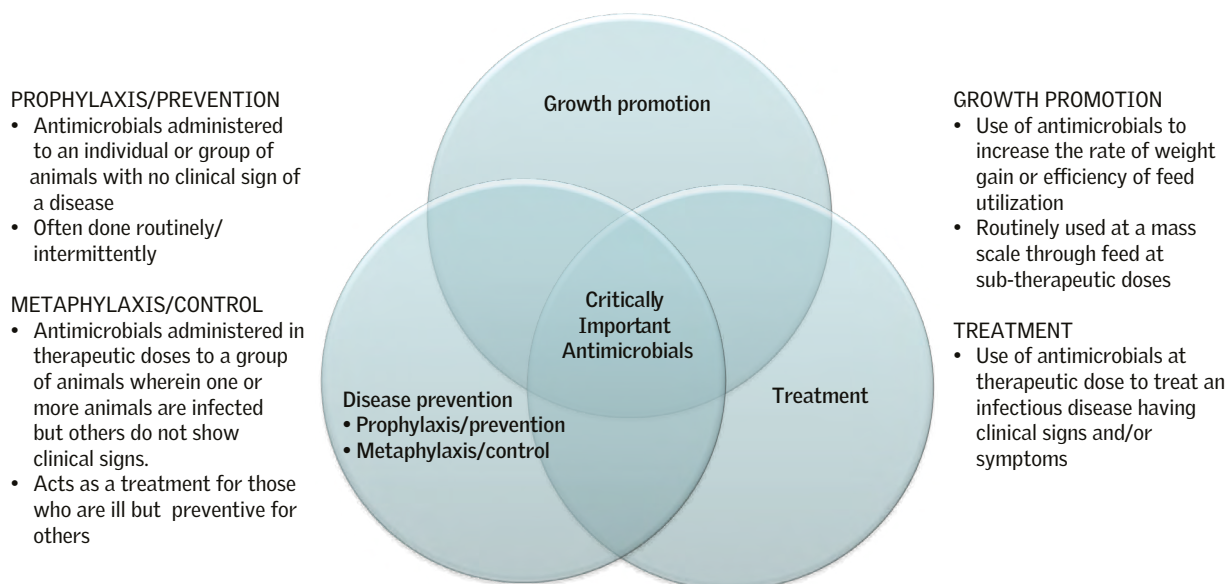 PROPHYLAXIS/PREVENTION
• Antimicrobials administered
to an individual or group of
animals with no clinical sign of
a disease
• Often done routinely/
intermittently
METAPHYLAXIS/CONTROL
• Antimicrobials administered in
therapeutic doses to a group
of animals wherein one or
more animals are infected
but others do not show
clinical signs.
• Acts as a treatment for those
who are ill but preventive for
others
Growth promotion
Critically
Important
Antimicrobials
Disease prevention
• Prophylaxis/prevention
• Metaphylaxis/control
Treatment
GROWTH PROMOTION
• Use of antimicrobials to
increase the rate of weight
gain or efficiency of feed
utilization
• Routinely used at a mass
scale through feed at
sub-therapeutic doses
TREATMENT
• Use of antimicrobials at
therapeutic dose to treat an
infectious disease having
clinical signs and/or
symptoms